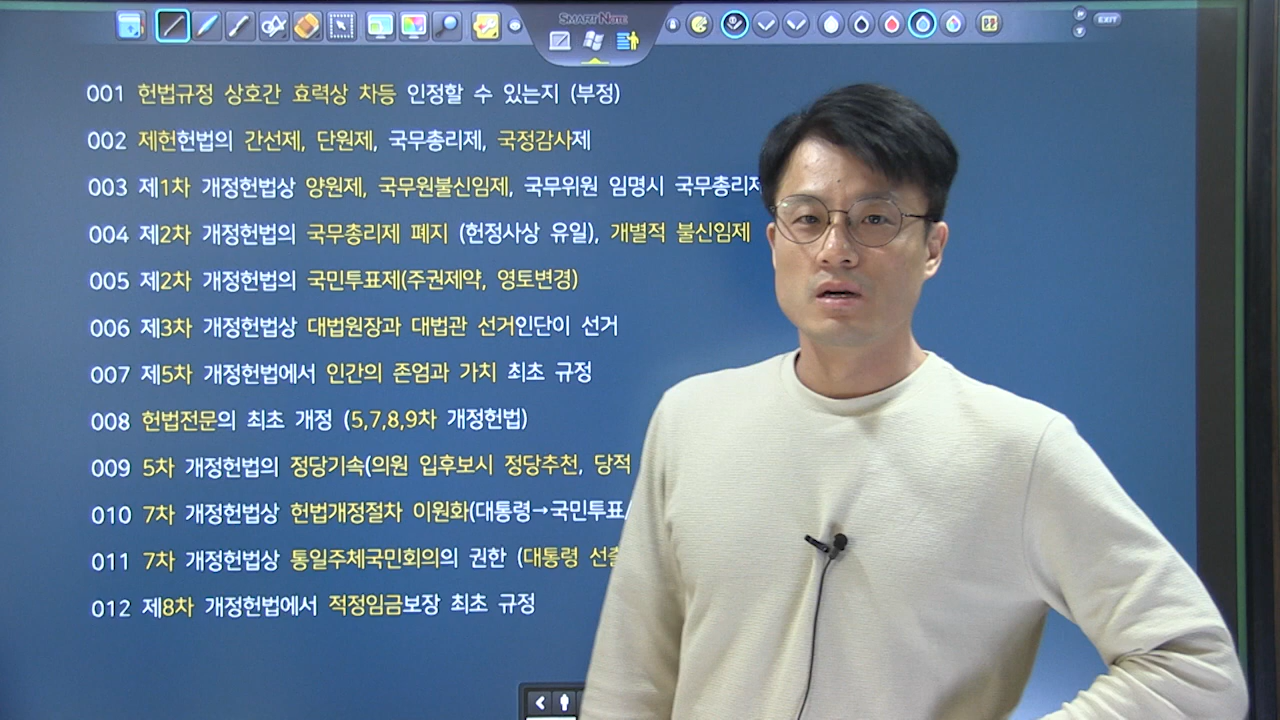 SMART NOTE
EXIT
001 헌법규정 상호간 효력상 차등 인정할 수 있는지 (부정)
002 제헌헌법의 간선제, 단원제, 국무총리제, 국정감사제
003 제1차 개정헌법상 양원제, 국무원불신임제, 국무위원 임명시 국무총리제
004 제2차 개정헌법의 국무총리제 폐지 (헌정사상 유일), 개별적 불신임제
005 제2차 개정헌법의 국민투표제(주권제약, 영토변경)
006 제3차 개정헌법상 대법원장과 대법관 선거인단이 선거
007 제5차 개정헌법에서 인간의 존엄과 가치 최초 규정
008 헌법전문의 최초 개정 (5,7,8,9차 개정헌법)
009 5차 개정헌법의 정당기속(의원 입후보시 정당추천, 당적
010 7차 개정헌법상 헌법개정절차 이원화(대통령→국민투표,
011 7차 개정헌법상 통일주체국민회의의 권한 (대통령 선출
012 제8차 개정헌법에서 적정임금보장 최초 규정